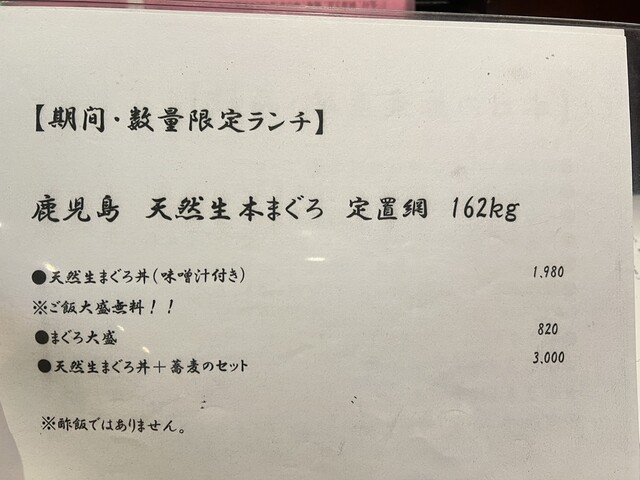 【期间・数量限定ランチ】
鹿児島 天然生本まぐろ 定置網 162kg
●天然生まぐろ丼(味噌汁付き) 1.980
※ご飯大盛無料!!
●まぐろ大盛 820
●天然生まぐろ丼+蕎麦のセット 3.000
※酢飯ではありません。